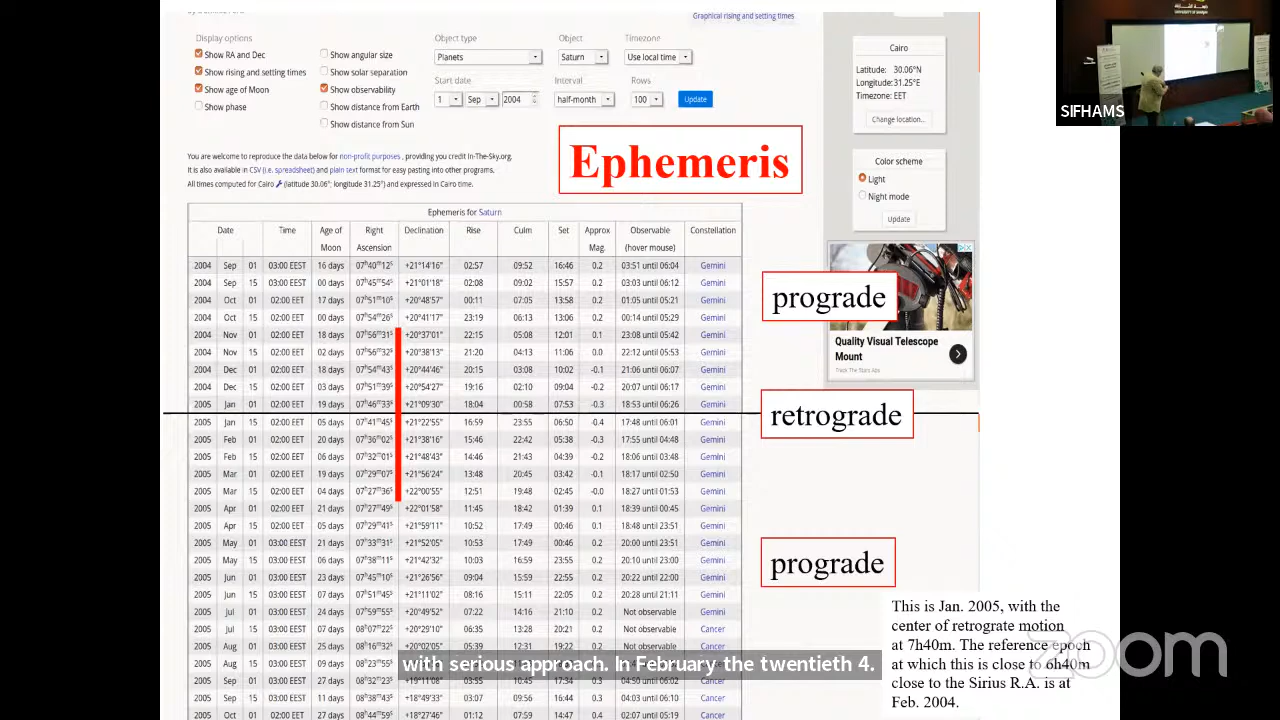 Graphical rising and setting times
Display options
Show RA and Dec
Show rising and setting times
Show age of Moon
Show phase
Show angular size
Show solar separation
Show observability
Show distance from Earth
Show distance from Sun
Object type
Object
Timezone
Planets
Saturn
Use local time
Start date
Interval
Rows
1 Sep 2004
half-month
100
Update
Cairo
Latitude: 30.06°N
Longitude:31.25°E
Timezone: EET
Change location...
Color scheme
Light
Night mode
Update
SIFHAMS
You are welcome to reproduce the data below for non-profit purposes , providing you credit In-The-Sky.org.
It is also available in CSV (i.e. spreadsheet) and plain text format for easy pasting into other programs.
All times computed for Cairo (latitude 30.06°; longitude 31.25°) and expressed in Cairo time.
Ephemeris
Ephemeris for Saturn
Date Time Age of Moon Right Ascension Declination Rise Culm Set Approx Mag. Observable (hover mouse) Constellation
2004 Sep 01 03:00 EEST 16 days 07h40m12s +21°14'16" 02:57 09:52 16:46 0.2 03:51 until 06:04 Gemini
2004 Sep 15 03:00 EEST 00 days 07h45m54s +21°01'18" 02:08 09:02 15:57 0.2 03:03 until 06:12 Gemini
2004 Oct 01 02:00 EET 17 days 07h51m10s +20°48'57" 00:11 07:05 13:58 0.2 01:05 until 05:21 Gemini
2004 Oct 15 02:00 EET 01 days 07h54m26s +20°41'17" 23:19 06:13 13:06 0.2 00:14 until 05:29 Gemini
2004 Nov 01 02:00 EET 18 days 07h56m31s +20°37'01" 22:15 05:08 12:01 0.1 23:08 until 05:42 Gemini
2004 Nov 15 02:00 EET 02 days 07h56m32s +20°38'13" 21:20 04:13 11:06 0.0 22:12 until 05:53 Gemini
2004 Dec 01 02:00 EET 18 days 07h54m43s +20°44'46" 20:15 03:08 10:02 -0.1 21:06 until 06:07 Gemini
2004 Dec 15 02:00 EET 03 days 07h51m39s +20°54'27" 19:16 02:10 09:04 -0.2 20:07 until 06:17 Gemini
2005 Jan 01 02:00 EET 19 days 07h46m33s +21°09'30" 18:04 00:58 07:53 -0.3 18:53 until 06:26 Gemini
2005 Jan 15 02:00 EET 05 days 07h41m45s +21°22'55" 16:59 23:55 06:50 -0.4 17:48 until 06:01 Gemini
2005 Feb 01 02:00 EET 20 days 07h36m02s +21°38'16" 15:46 22:42 05:38 -0.3 17:55 until 04:48 Gemini
2005 Feb 15 02:00 EET 06 days 07h32m01s +21°48'43" 14:46 21:43 04:39 -0.2 18:06 until 03:48 Gemini
2005 Mar 01 02:00 EET 19 days 07h29m07s +21°56'24" 13:48 20:45 03:42 -0.1 18:17 until 02:50 Gemini
2005 Mar 15 02:00 EET 04 days 07h27m36s +22°00'55" 12:51 19:48 02:45 -0.0 18:27 until 01:53 Gemini
2005 Apr 01 02:00 EET 21 days 07h27m49s +22°01'58" 11:45 18:42 01:39 0.1 18:39 until 00:45 Gemini
2005 Apr 15 02:00 EET 05 days 07h29m41s +21°59'11" 10:52 17:49 00:46 0.1 18:48 until 23:51 Gemini
2005 May 01 03:00 EEST 21 days 07h33m31s +21°52'05" 10:53 17:49 00:46 0.2 20:00 until 23:51 Gemini
2005 May 15 03:00 EEST 06 days 07h38m11s +21°42'32" 10:03 16:59 23:55 0.2 20:10 until 22:57 Gemini
2005 Jun 01 03:00 EEST 23 days 07h45m10s +21°26'56" 09:04 15:59 22:55 0.2 20:22 until 22:00 Gemini
2005 Jun 15 03:00 EEST 07 days 07h51m45s +21°11'02" 08:16 15:11 22:05 0.2 20:28 until 21:11 Gemini
2005 Jul 01 03:00 EEST 24 days 07h59m55s +20°49'52" 07:22 14:16 21:10 0.2 Not observable Gemini
2005 Jul 15 03:00 EEST 07 days 08h07m22s +20°29'10" 06:35 13:28 20:21 0.2 Not observable Cancer
2005 Aug 01 03:00 EEST 24 days 08h16m32s +20°02'05" 05:39 12:31 19:22 0.2 Not observable Cancer
2005 Aug 15 03:00 EEST 09 days 08h23m55s Cancer
2005 Sep 01 03:00 EEST 26 days 08h32m23s +19°11'08" 03:53 10:45 17:34 0.3 04:50 until 06:02 Cancer
2005 Sep 15 03:00 EEST 11 days 08h38m43s +18°49'33" 03:07 09:56 16:44 0.3 04:03 until 06:10 Cancer
2005 Oct 01 03:00 EEST 27 days 08h44m59s +18°27'46" 01:12 07:59 14:47 0.4 02:07 until 05:19 Cancer
prograde
Quality Visual Telescope
Mount
Track The Stars Aps
retrograde
prograde
This is Jan. 2005, with the
center of retrograte motion
at 7h40m. The reference epoch
at which this is close to 6h40m
close to the Sirius R.A. is at
Feb. 2004.
zoom
with serious approach. In February the twentieth 4.